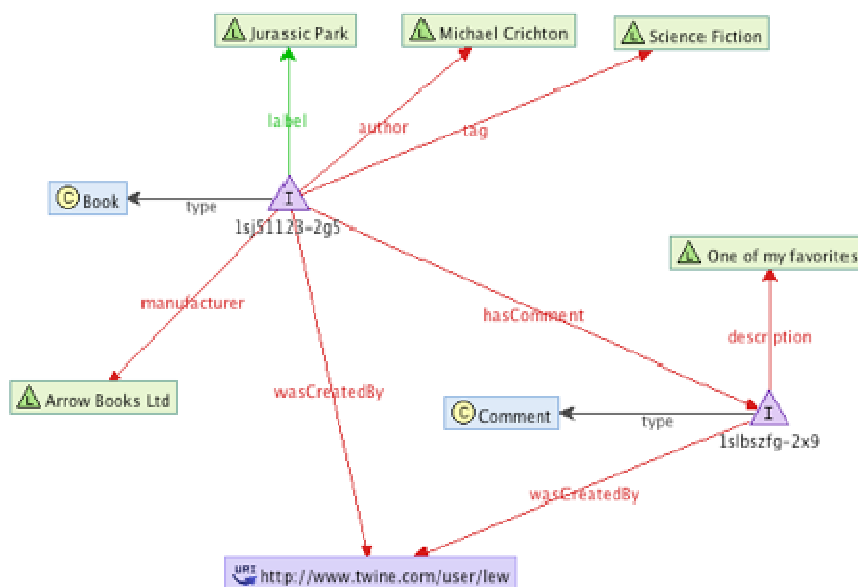 L Jurassic Park
L Michael Crichton
L Science: Fiction
label
author
tag
C Book
type
I
1sj51123-2g5
L One of my favorites
manufacturer
hasComment
description
wasCreatedBy
L Arrow Books Ltd
C Comment
type
I
1slbszfg-2x9
wasCreatedBy
URI http://www.twine.com/user/lew